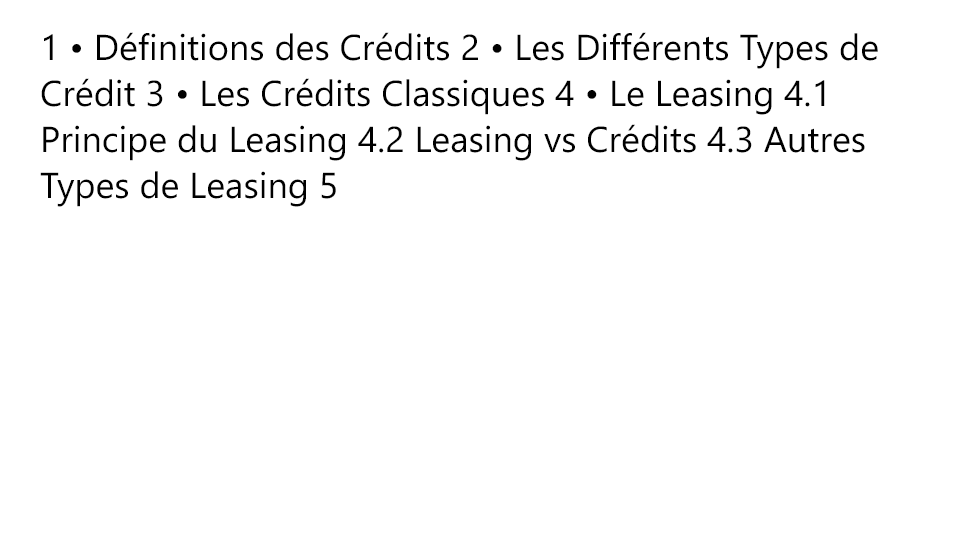 1 • Définitions des Crédits 2 • Les Différents Types de
Crédit 3 • Les Crédits Classiques 4 • Le Leasing 4.1
Principe du Leasing 4.2 Leasing vs Crédits 4.3 Autres
Types de Leasing 5